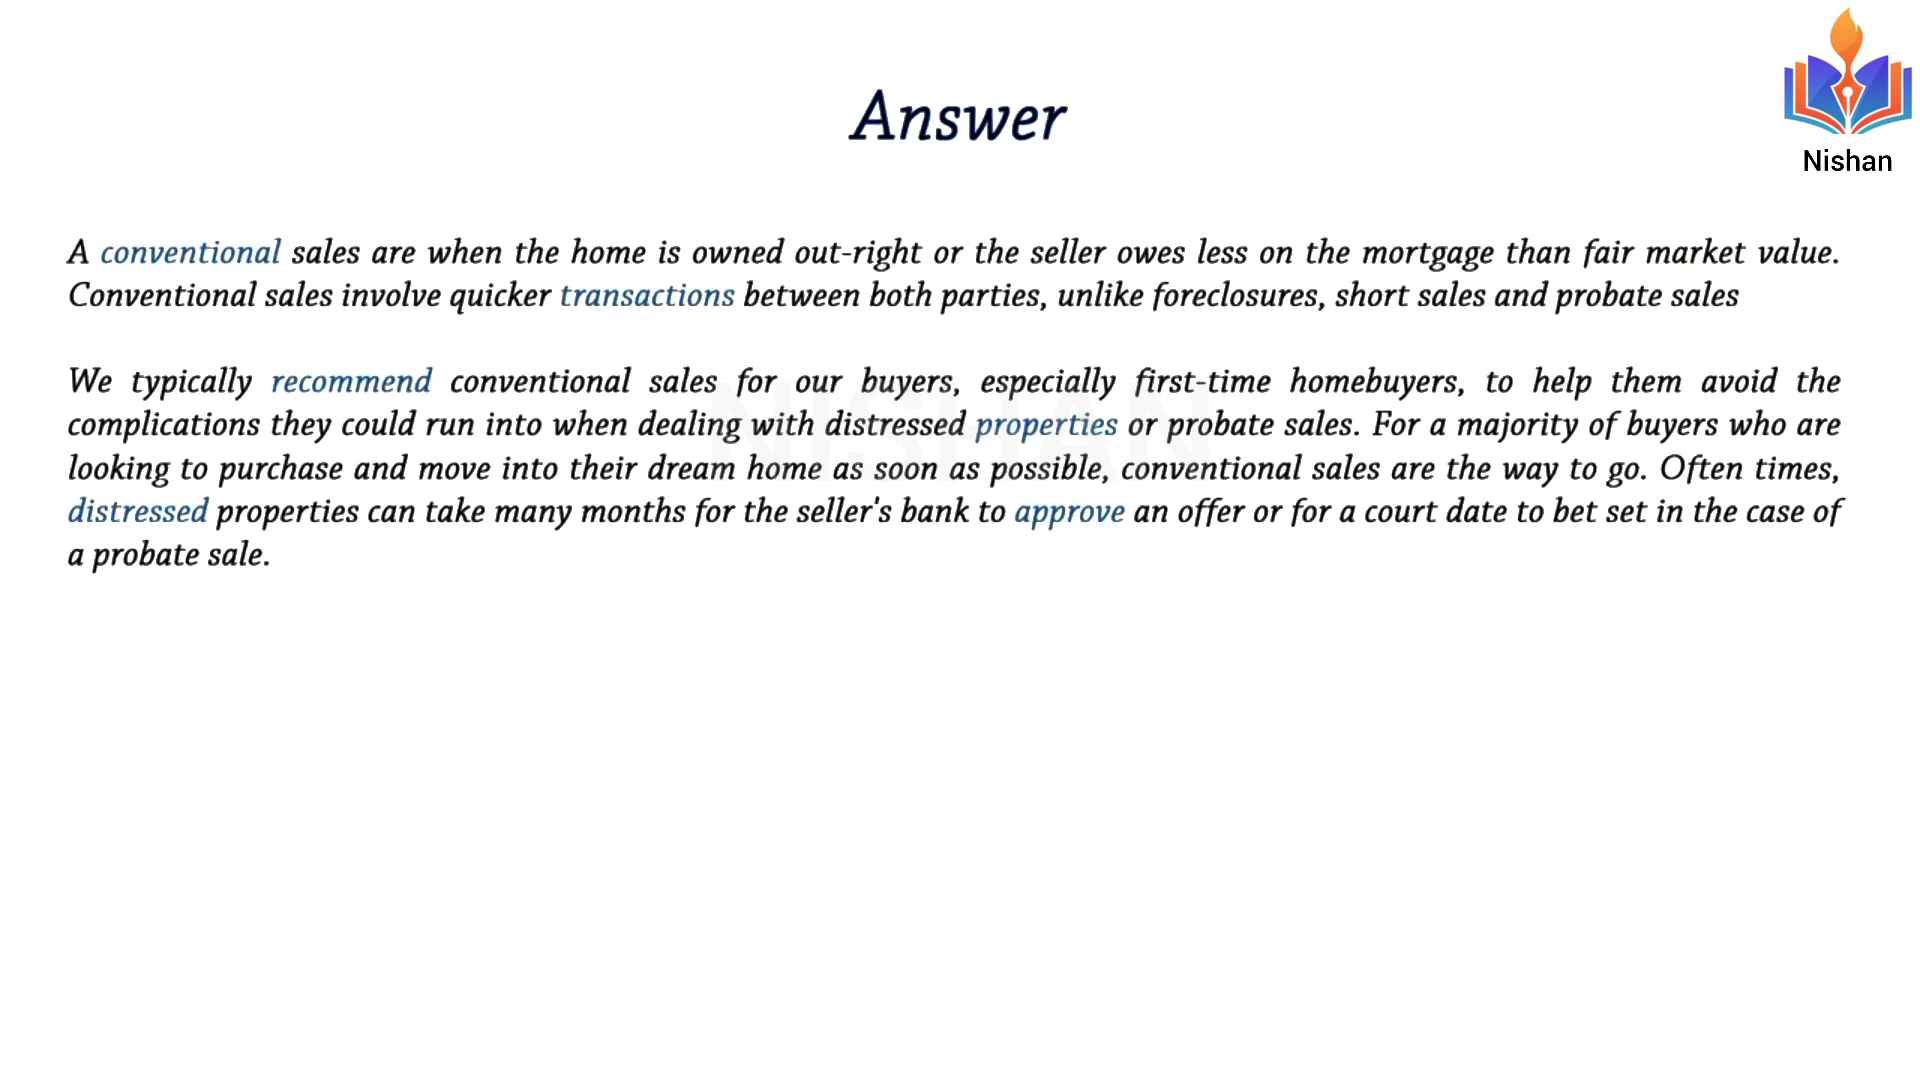 Answer
Nishan
A conventional sales are when the home is owned out-right or the seller owes less on the mortgage than fair market value.
Conventional sales involve quicker transactions between both parties, unlike foreclosures, short sales and probate sales
We typically recommend conventional sales for our buyers, especially first-time homebuyers, to help them avoid the
complications they could run into when dealing with distressed properties or probate sales. For a majority of buyers who are
looking to purchase and move into their dream home as soon as possible, conventional sales are the way to go. Often times,
distressed properties can take many months for the seller's bank to approve an offer or for a court date to bet set in the case of
a probate sale.
NISHAN